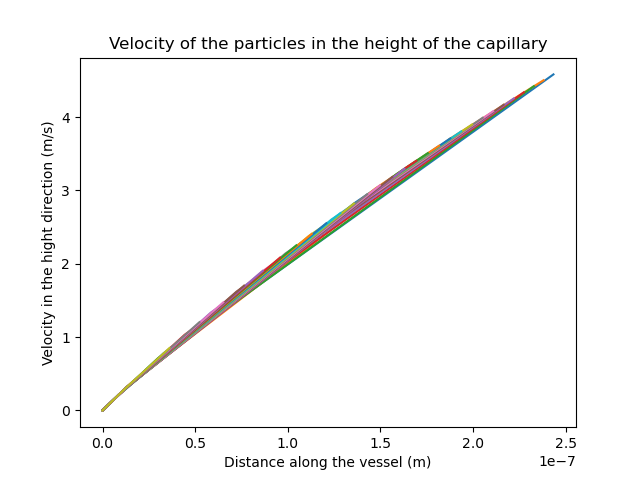 Velocity of the particles in the height of the capillary
Velocity in the hight direction (m/s)
4
3
2
1
0
0.0 0.5 1.0 1.5 2.0 2.5
1e−7
Distance along the vessel (m)